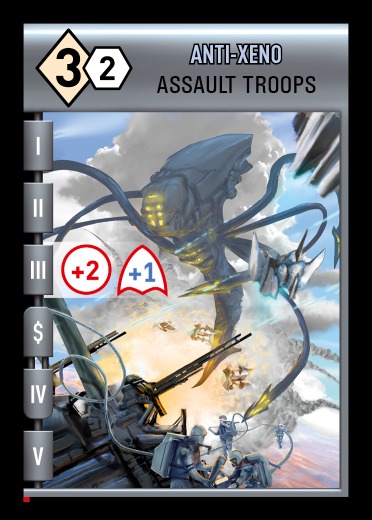 3 2
ANTI-XENO
ASSAULT TROOPS
I
II
III +2 +1
$
IV
V